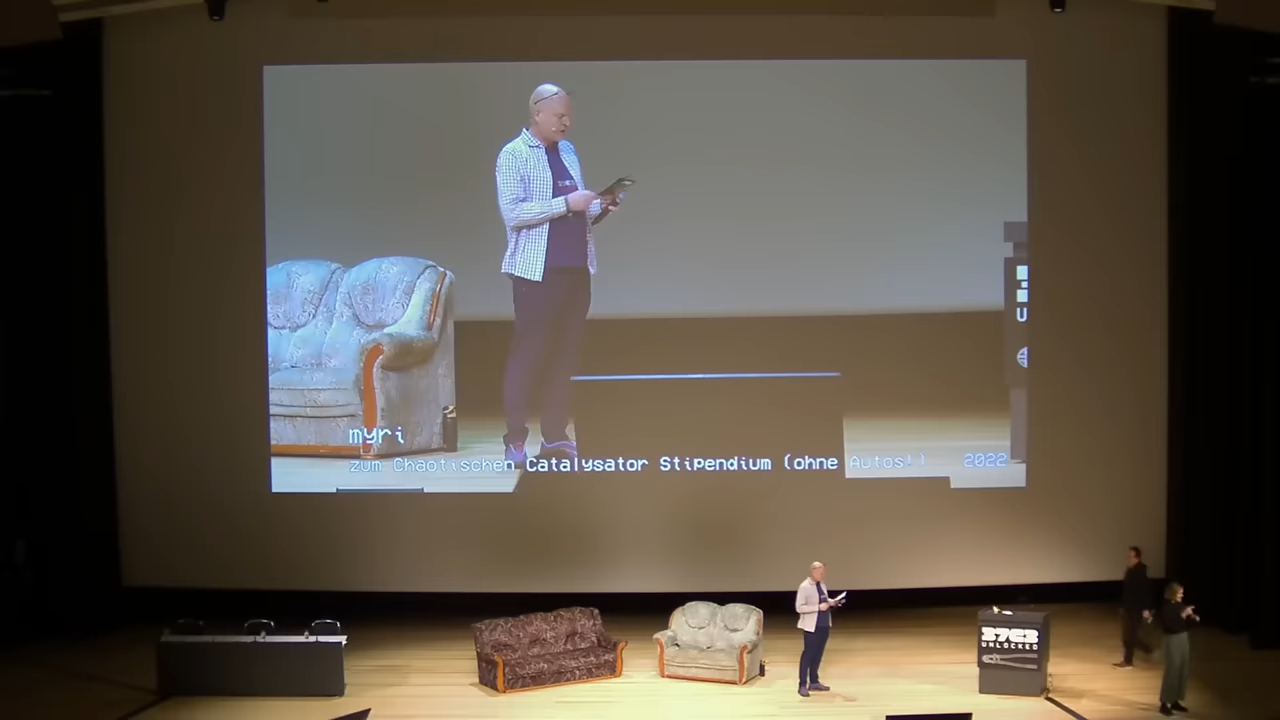 U
myri
zum Chaotischen Catalysator Stipendium (ohne Autos!) 2022
37C3
UNLOCKED